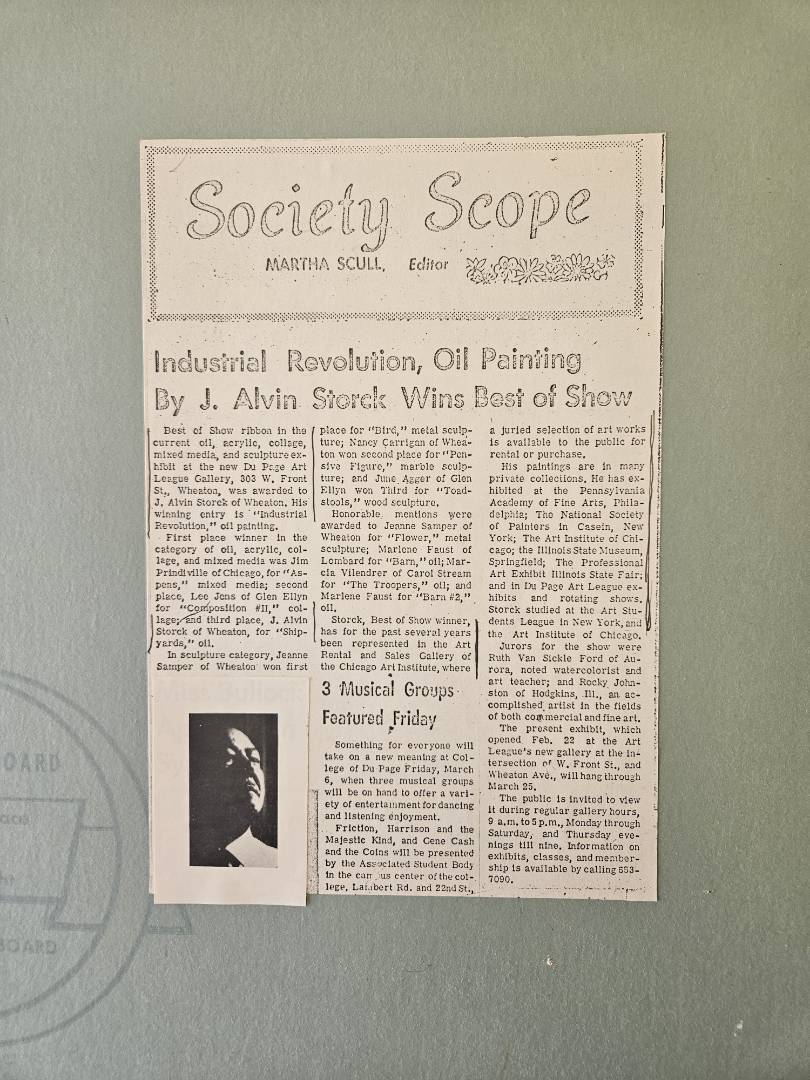 Society Scope
MARTHA SCULL, Editor
Industrial Revolution, Oil Painting
By J. Alvin Storck Wins Best of Show
Best of Show ribbon in the
current oil, acrylic, collage,
mixed media, and sculpture ex-
hibit at the new Du Page Art
League Gallery, 303 W. Front
St., Wheaton, was awarded to
J. Alvin Storck of Wheaton. His
winning entry is "Industrial
Revolution," oil painting.
First place winner in the
category of oil, acrylic, col-
lage, and mixed media was Jim
Prindiville of Chicago, for "As-
pens," mixed media; second
place, Lee Jens of Glen Ellyn
for "Composition #II," col-
lage; and third place, J. Alvin
Storck of Wheaton, for "Ship-
yards," oil.
In sculpture category, Jeanne
Samper of Wheaton won first
place for "Bird," metal sculp-
ture; Nancy Carrigan of Whea-
ton won second place for "Pen-
sive Figure," marble sculp-
ture; and June Agger of Glen
Ellyn won Third for "Toad-
stools," wood sculpture.
Honorable mentions were
awarded to Jeanne Samper of
Wheaton for "Flower," metal
sculpture; Marlene Faust of
Lombard for "Barn," oil; Mar-
cia Vilendrer of Carol Stream
for "The Troopers," oil; and
Marlene Faust for "Barn #2,"
oil.
Storck, Best of Show winner,
has for the past several years
been represented in the Art
Rental and Sales Gallery of
the Chicago Art Institute, where
a juried selection of art works
is available to the public for
rental or purchase.
His paintings are in many
private collections. He has ex-
hibited at the Pennsylvania
Academy of Fine Arts, Phila-
delphia; The National Society
of Painters in Casein, New
York; The Art Institute of Chi-
cago; the Illinois State Museum,
Springfield; The Professional
Art Exhibit Illinois State Fair;
and in Du Page Art League ex-
hibits and rotating shows.
Storck studied at the Art Stu-
dents League in New York, and
the Art Institute of Chicago.
Jurors for the show were
Ruth Van Sickle Ford of Au-
rora, noted watercolorist and
art teacher; and Rocky John-
ston of Hodgkins, Ill., an ac-
complished artist in the fields
of both commercial and fine art.
The present exhibit, which
opened Feb. 22 at the Art
League's new gallery at the in-
tersection of W. Front St., and
Wheaton Ave., will hang through
March 25.
The public is invited to view
it during regular gallery hours,
9 a.m. to 5 p.m., Monday through
Saturday, and Thursday eve-
nings till nine. Information on
exhibits, classes, and member-
ship is available by calling 653-
7090.
3 Musical Groups
Featured Friday
Something for everyone will
take on a new meaning at Col-
lege of Du Page Friday, March
6, when three musical groups
will be on hand to offer a vari-
ety of entertainment for dancing
and listening enjoyment.
Friction, Harrison and the
Majestic Kind, and Gene Cash
and the Coins will be presented
by the Associated Student Body
in the campus center of the col-
lege, Lambert Rd. and 22nd St.,
OARD
BOARD